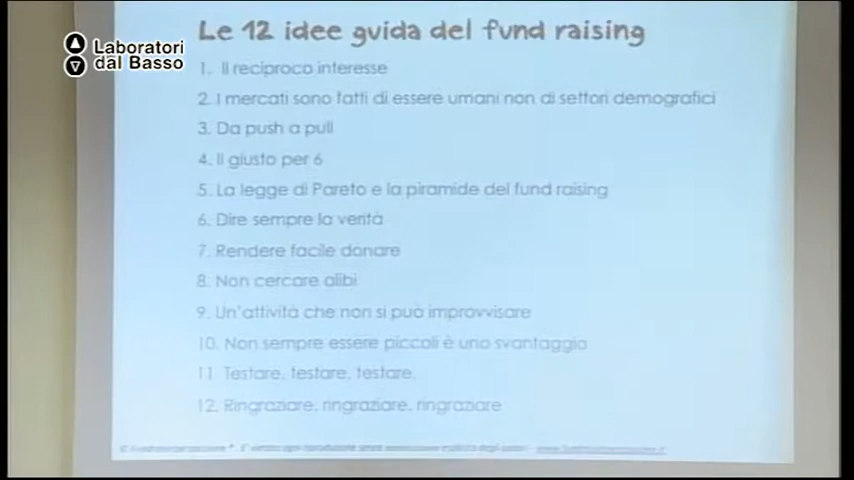 Laboratori
dal Basso
Le 12 idee guida del fund raising
1. Il reciproco interesse
2. I mercati sono fatti di essere umani non di settori demografici
3. Da push a pull
4. Il giusto per 6
5. La legge di Pareto e la piramide del fund raising
6. Dire sempre la verità
7. Rendere facile donare
8. Non cercare alibi
9. Un'attività che non si può improvvisare
10. Non sempre essere piccoli è uno svantaggio
11. Testare, testare, testare.
12. Ringraziare, ringraziare, ringraziare